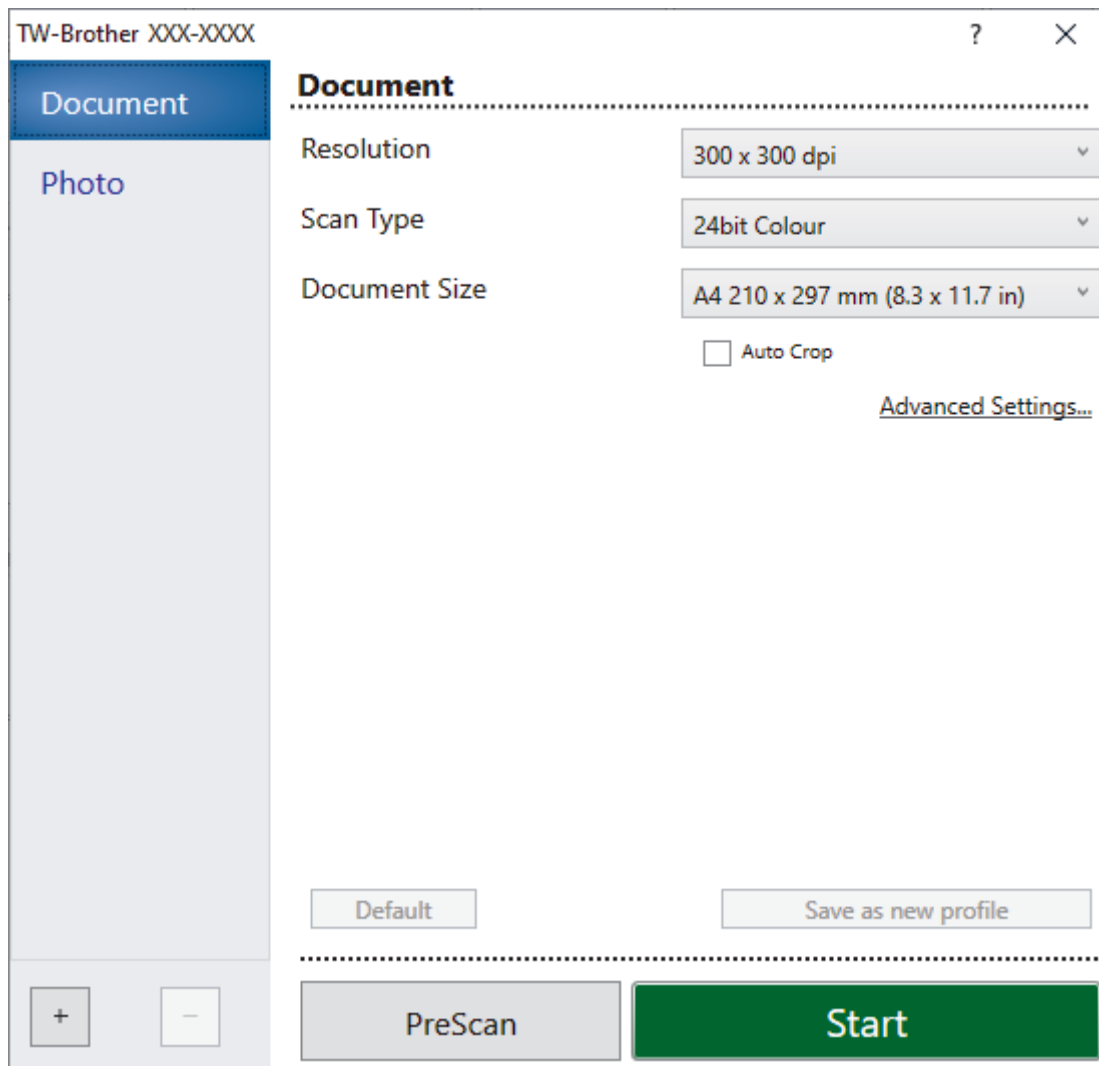 TW-Brother XXX-XXXX ?
Document
Photo
Document
Resolution 300 x 300 dpi
Scan Type 24bit Colour
Document Size A4 210 x 297 mm (8.3 x 11.7 in)
Auto Crop
Advanced Settings...
Default Save as new profile
+ −
PreScan Start